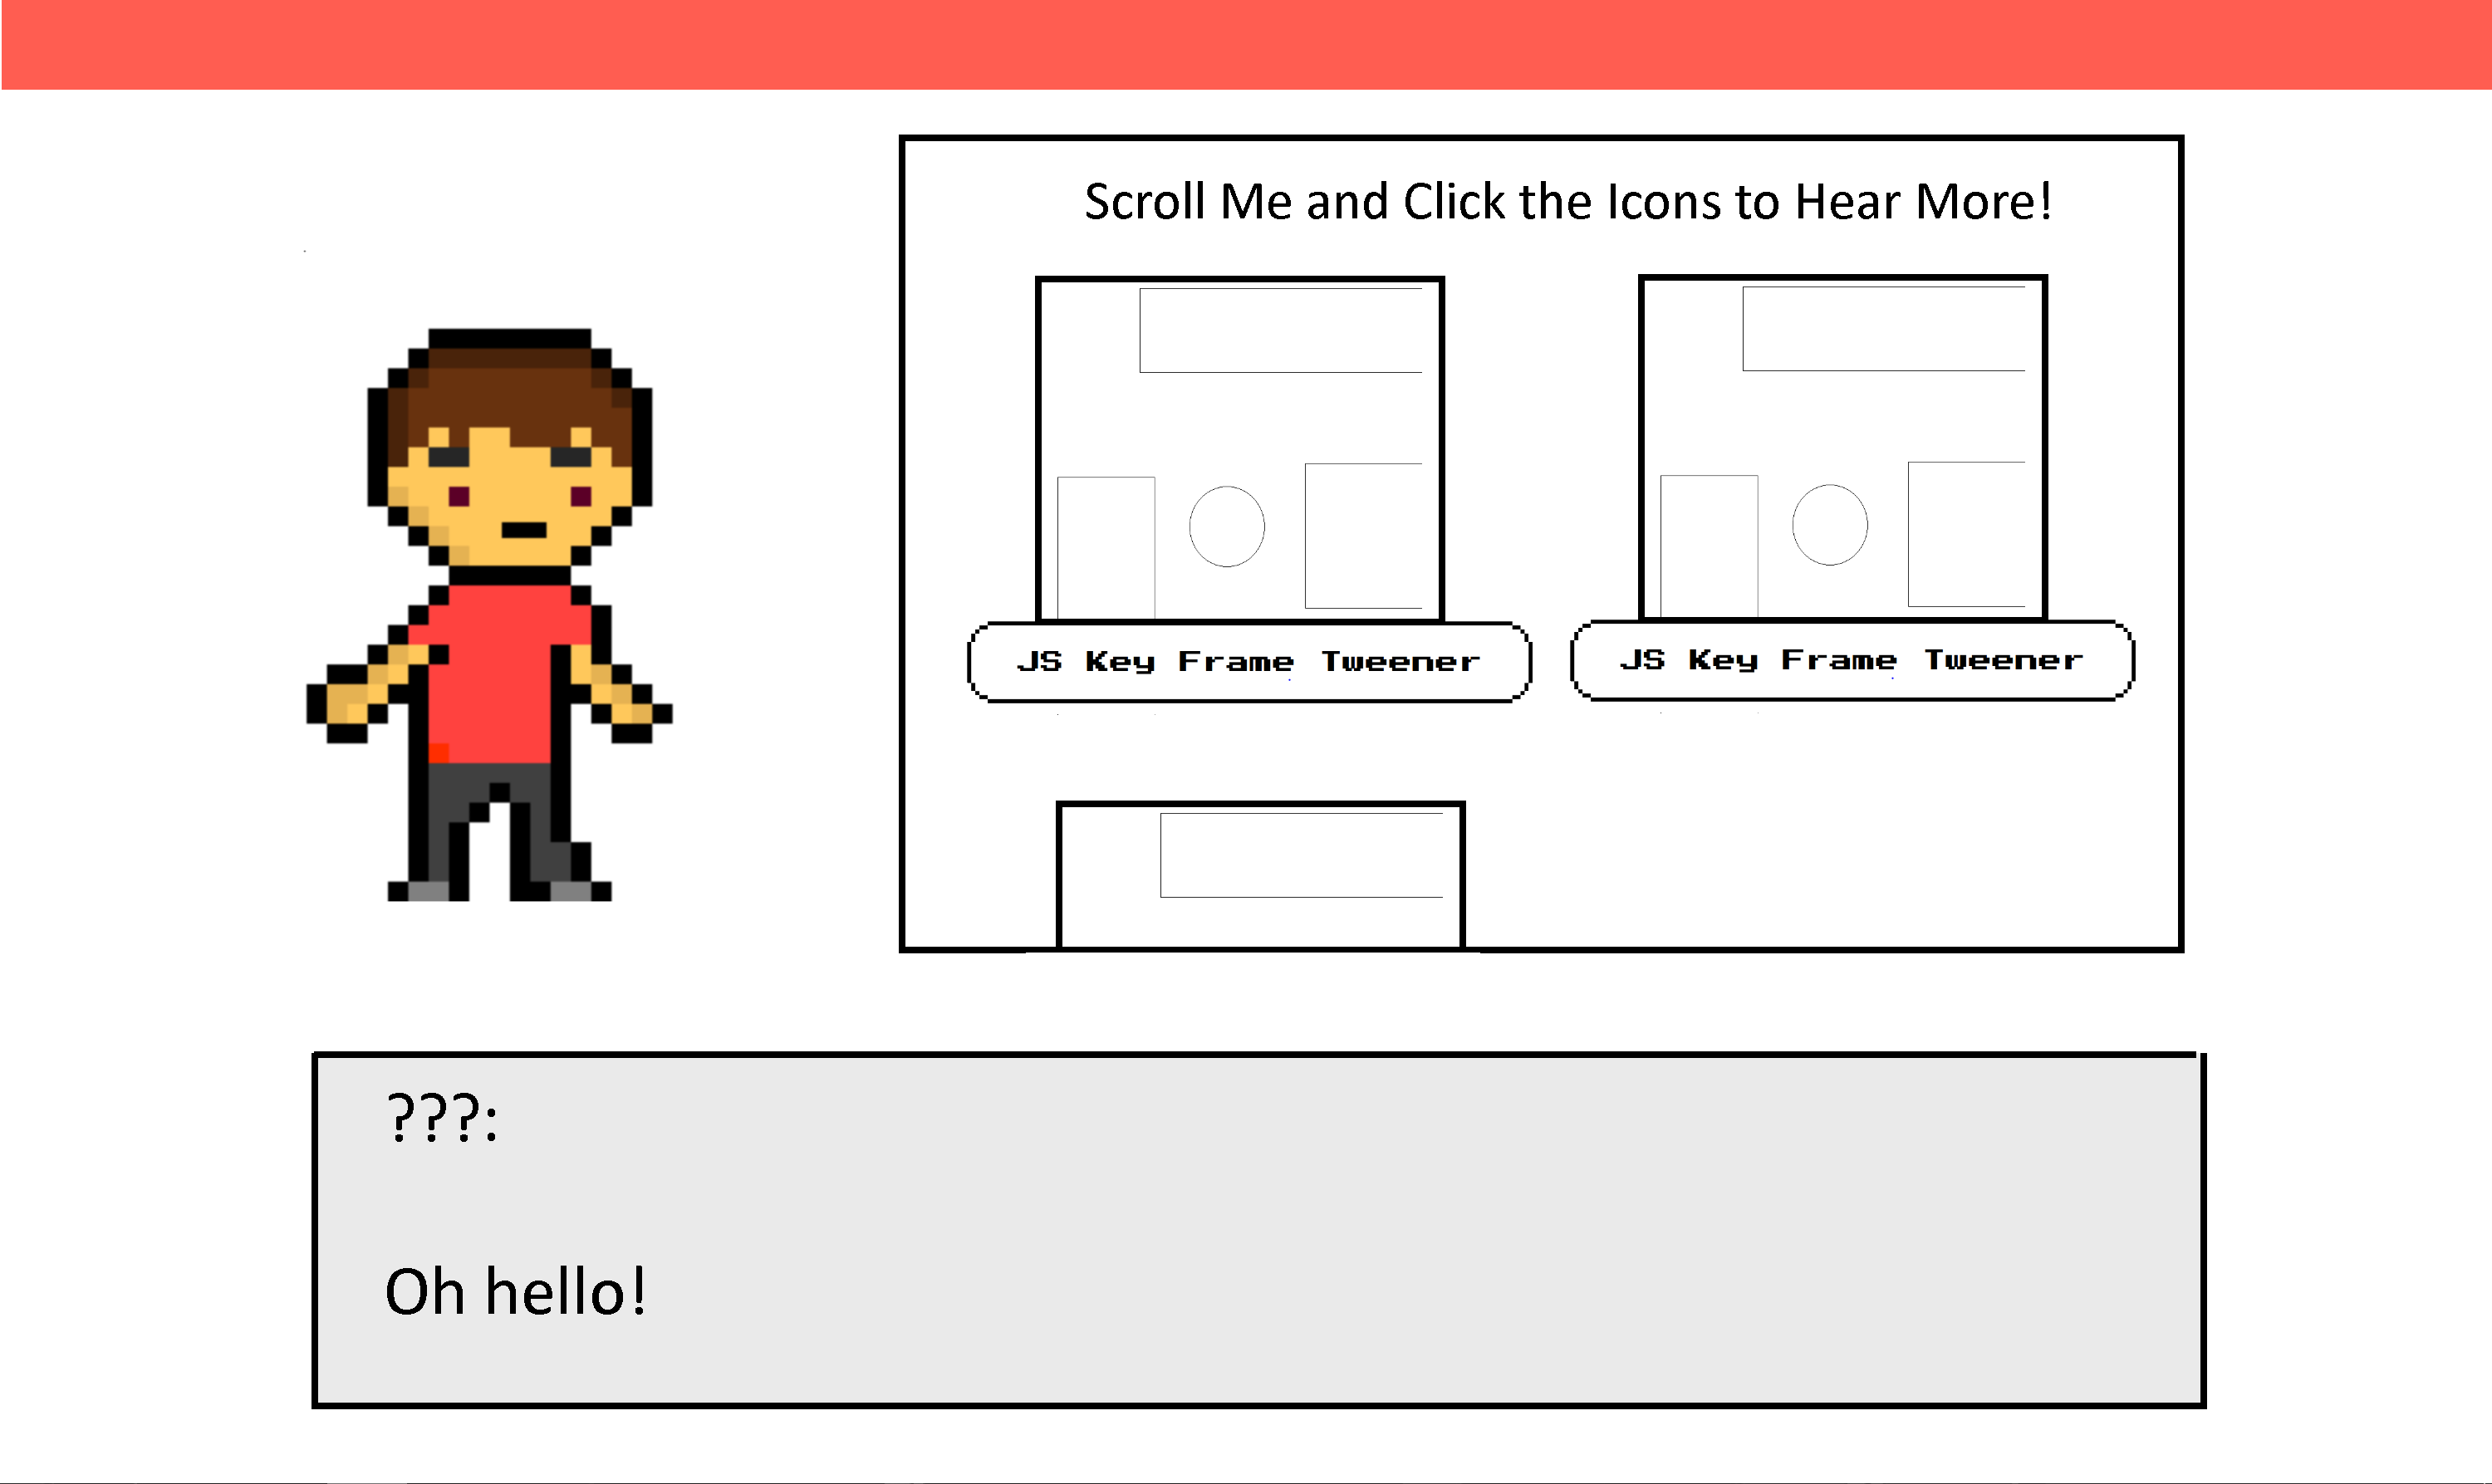 Scroll Me and Click the Icons to Hear More!
JS Key Frame Tweener
JS Key Frame Tweener
???:
Oh hello!